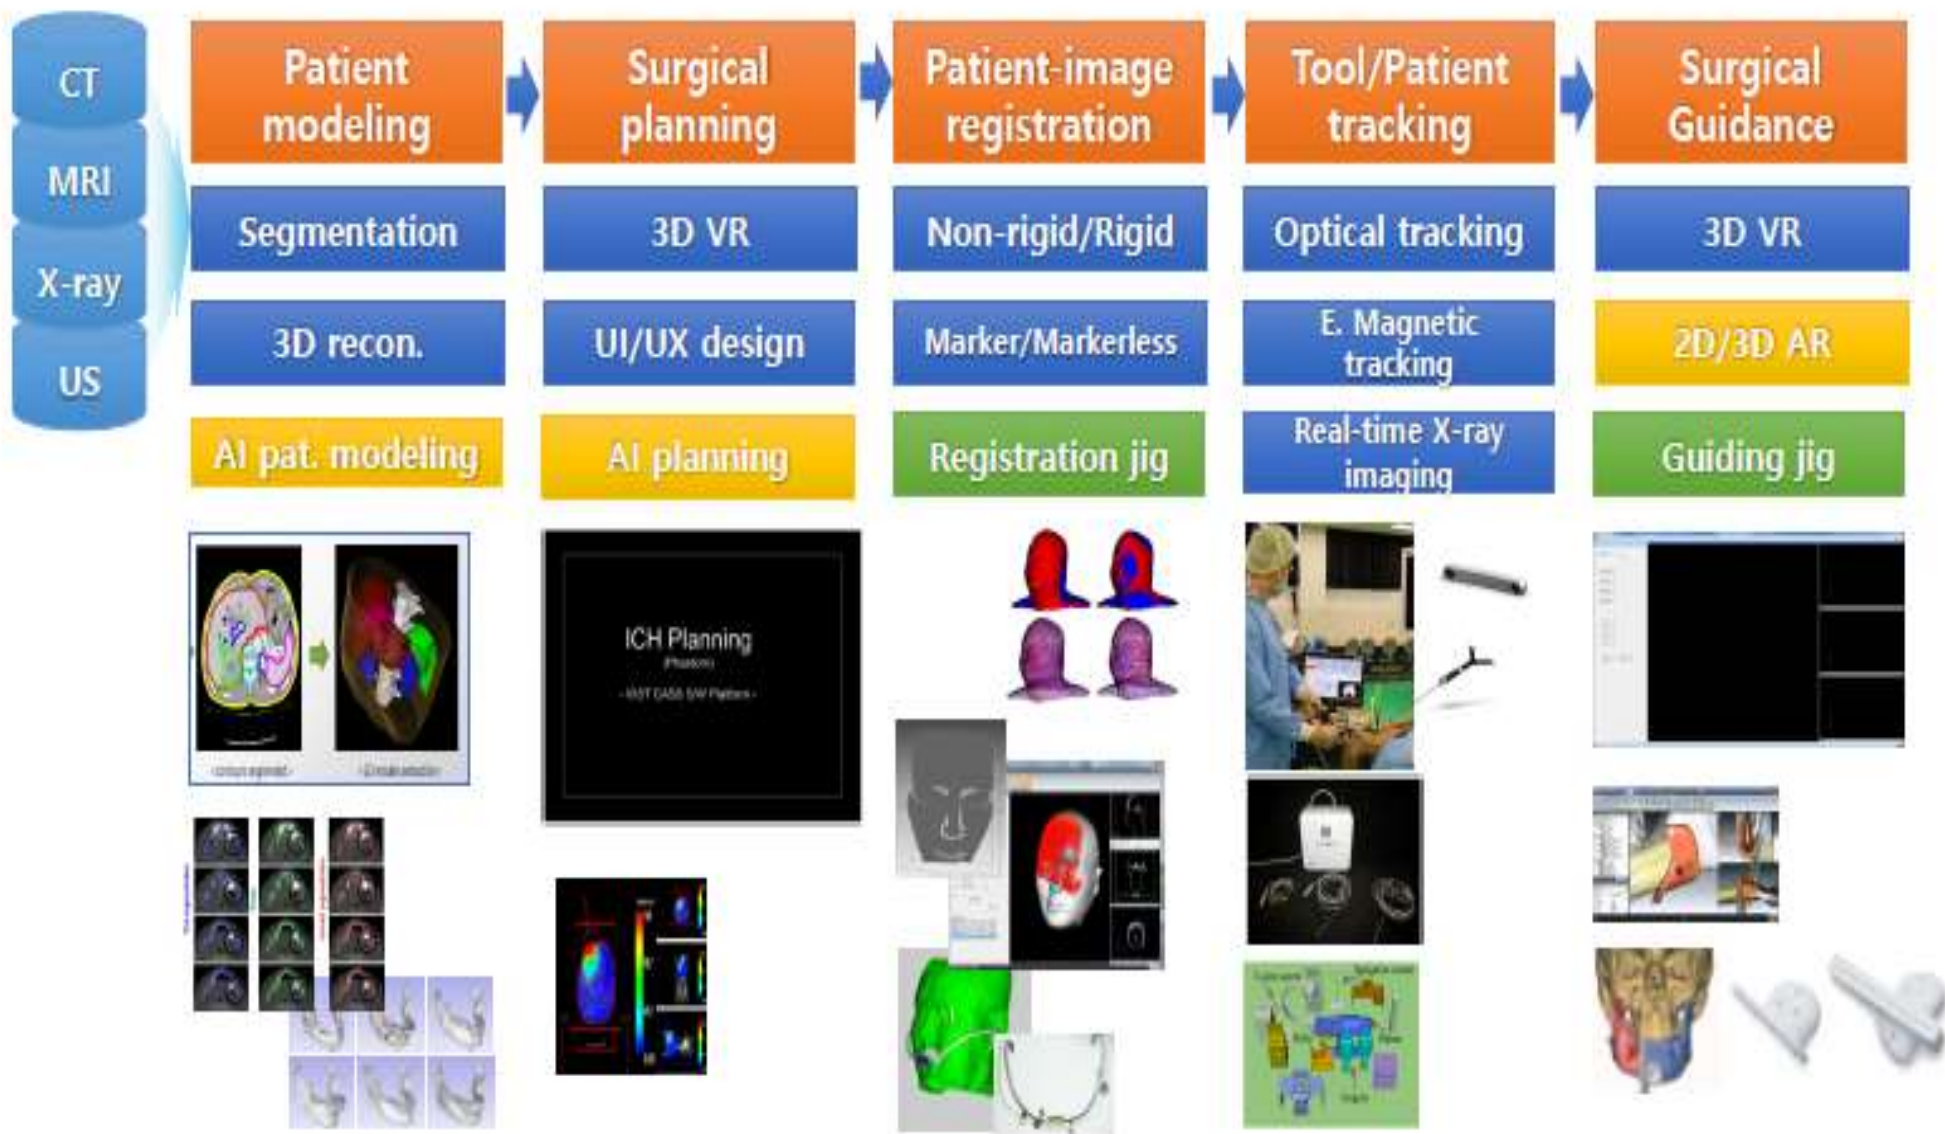 CT
MRI
X-ray
US
Patient
modeling
Segmentation
3D recon.
AI pat. modeling
Surgical
planning
3D VR
UI/UX design
AI planning
ICH Planning
(Phantom)
Patient-image
registration
Non-rigid/Rigid
Marker/Markerless
Registration jig
Tool/Patient
tracking
Optical tracking
E. Magnetic
tracking
Real-time X-ray
imaging
Surgical
Guidance
3D VR
2D/3D AR
Guiding jig